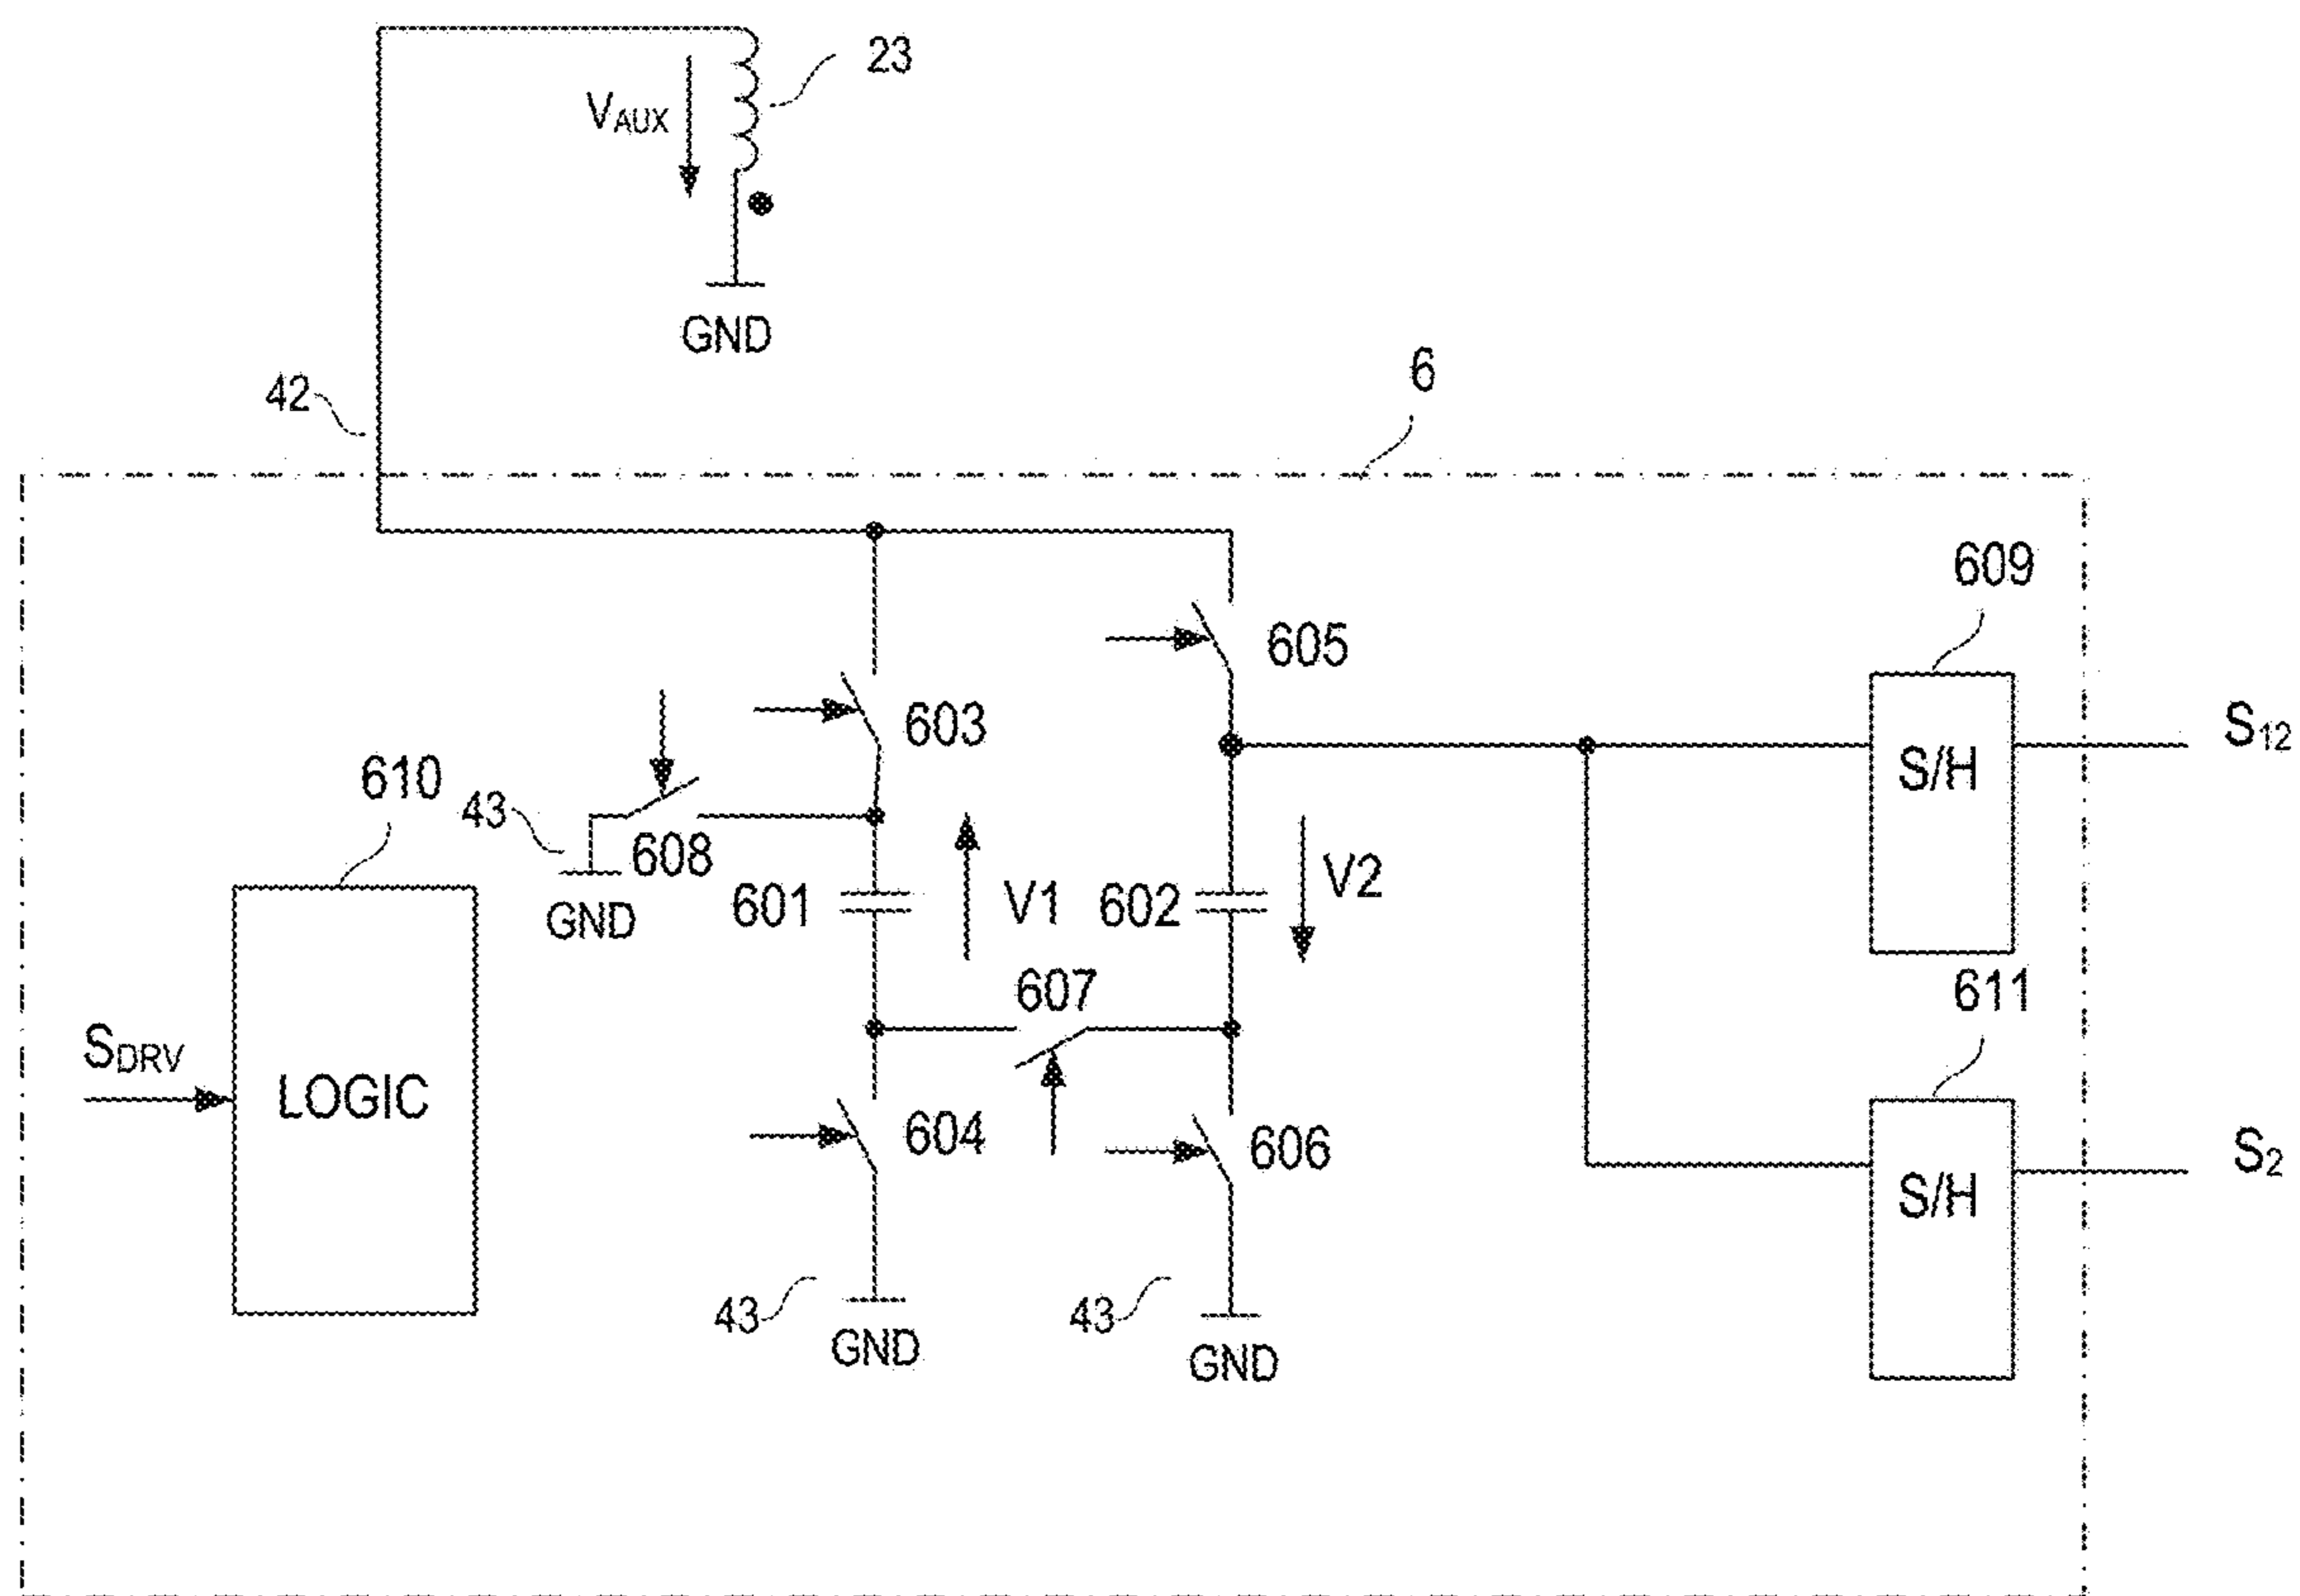 23
VAUX
GND
42
6
609
605
603
S12
S/H
610
43
608
GND
601
V1
602
V2
607
611
SDRV
LOGIC
604
606
S2
S/H
43
GND
43
GND